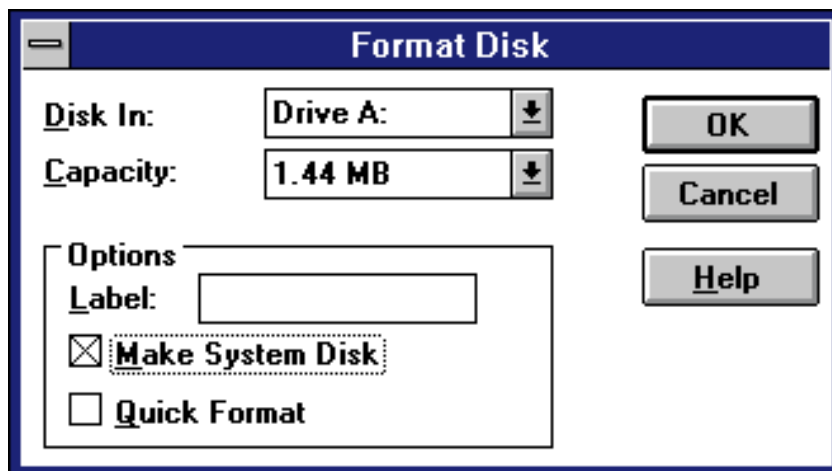 Format Disk
Disk In: Drive A:
OK
Capacity: 1.44 MB
Cancel
Options
Help
Label:
Make System Disk
Quick Format